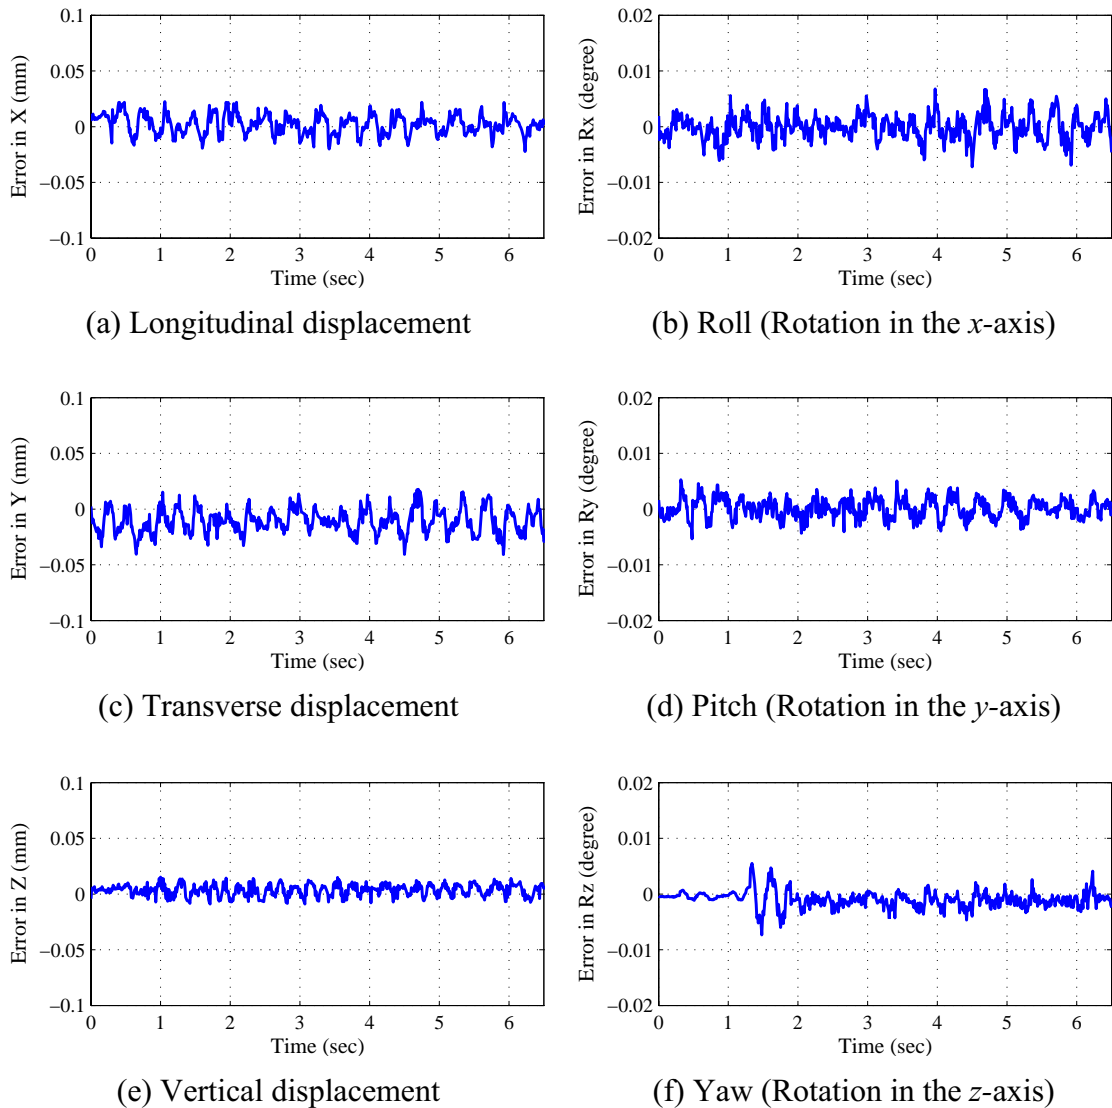 0.1
0.05
0
−0.05
−0.1
Error in X (mm)
0 1 2 3 4 5 6
Time (sec)
(a) Longitudinal displacement
0.02
0.01
0
−0.01
−0.02
Error in Rx (degree)
0 1 2 3 4 5 6
Time (sec)
(b) Roll (Rotation in the x-axis)
0.1
0.05
0
−0.05
−0.1
Error in Y (mm)
0 1 2 3 4 5 6
Time (sec)
(c) Transverse displacement
0.02
0.01
0
−0.01
−0.02
Error in Ry (degree)
0 1 2 3 4 5 6
Time (sec)
(d) Pitch (Rotation in the y-axis)
0.1
0.05
0
−0.05
−0.1
Error in Z (mm)
0 1 2 3 4 5 6
Time (sec)
(e) Vertical displacement
0.02
0.01
0
−0.01
−0.02
Error in Rz (degree)
0 1 2 3 4 5 6
Time (sec)
(f) Yaw (Rotation in the z-axis)